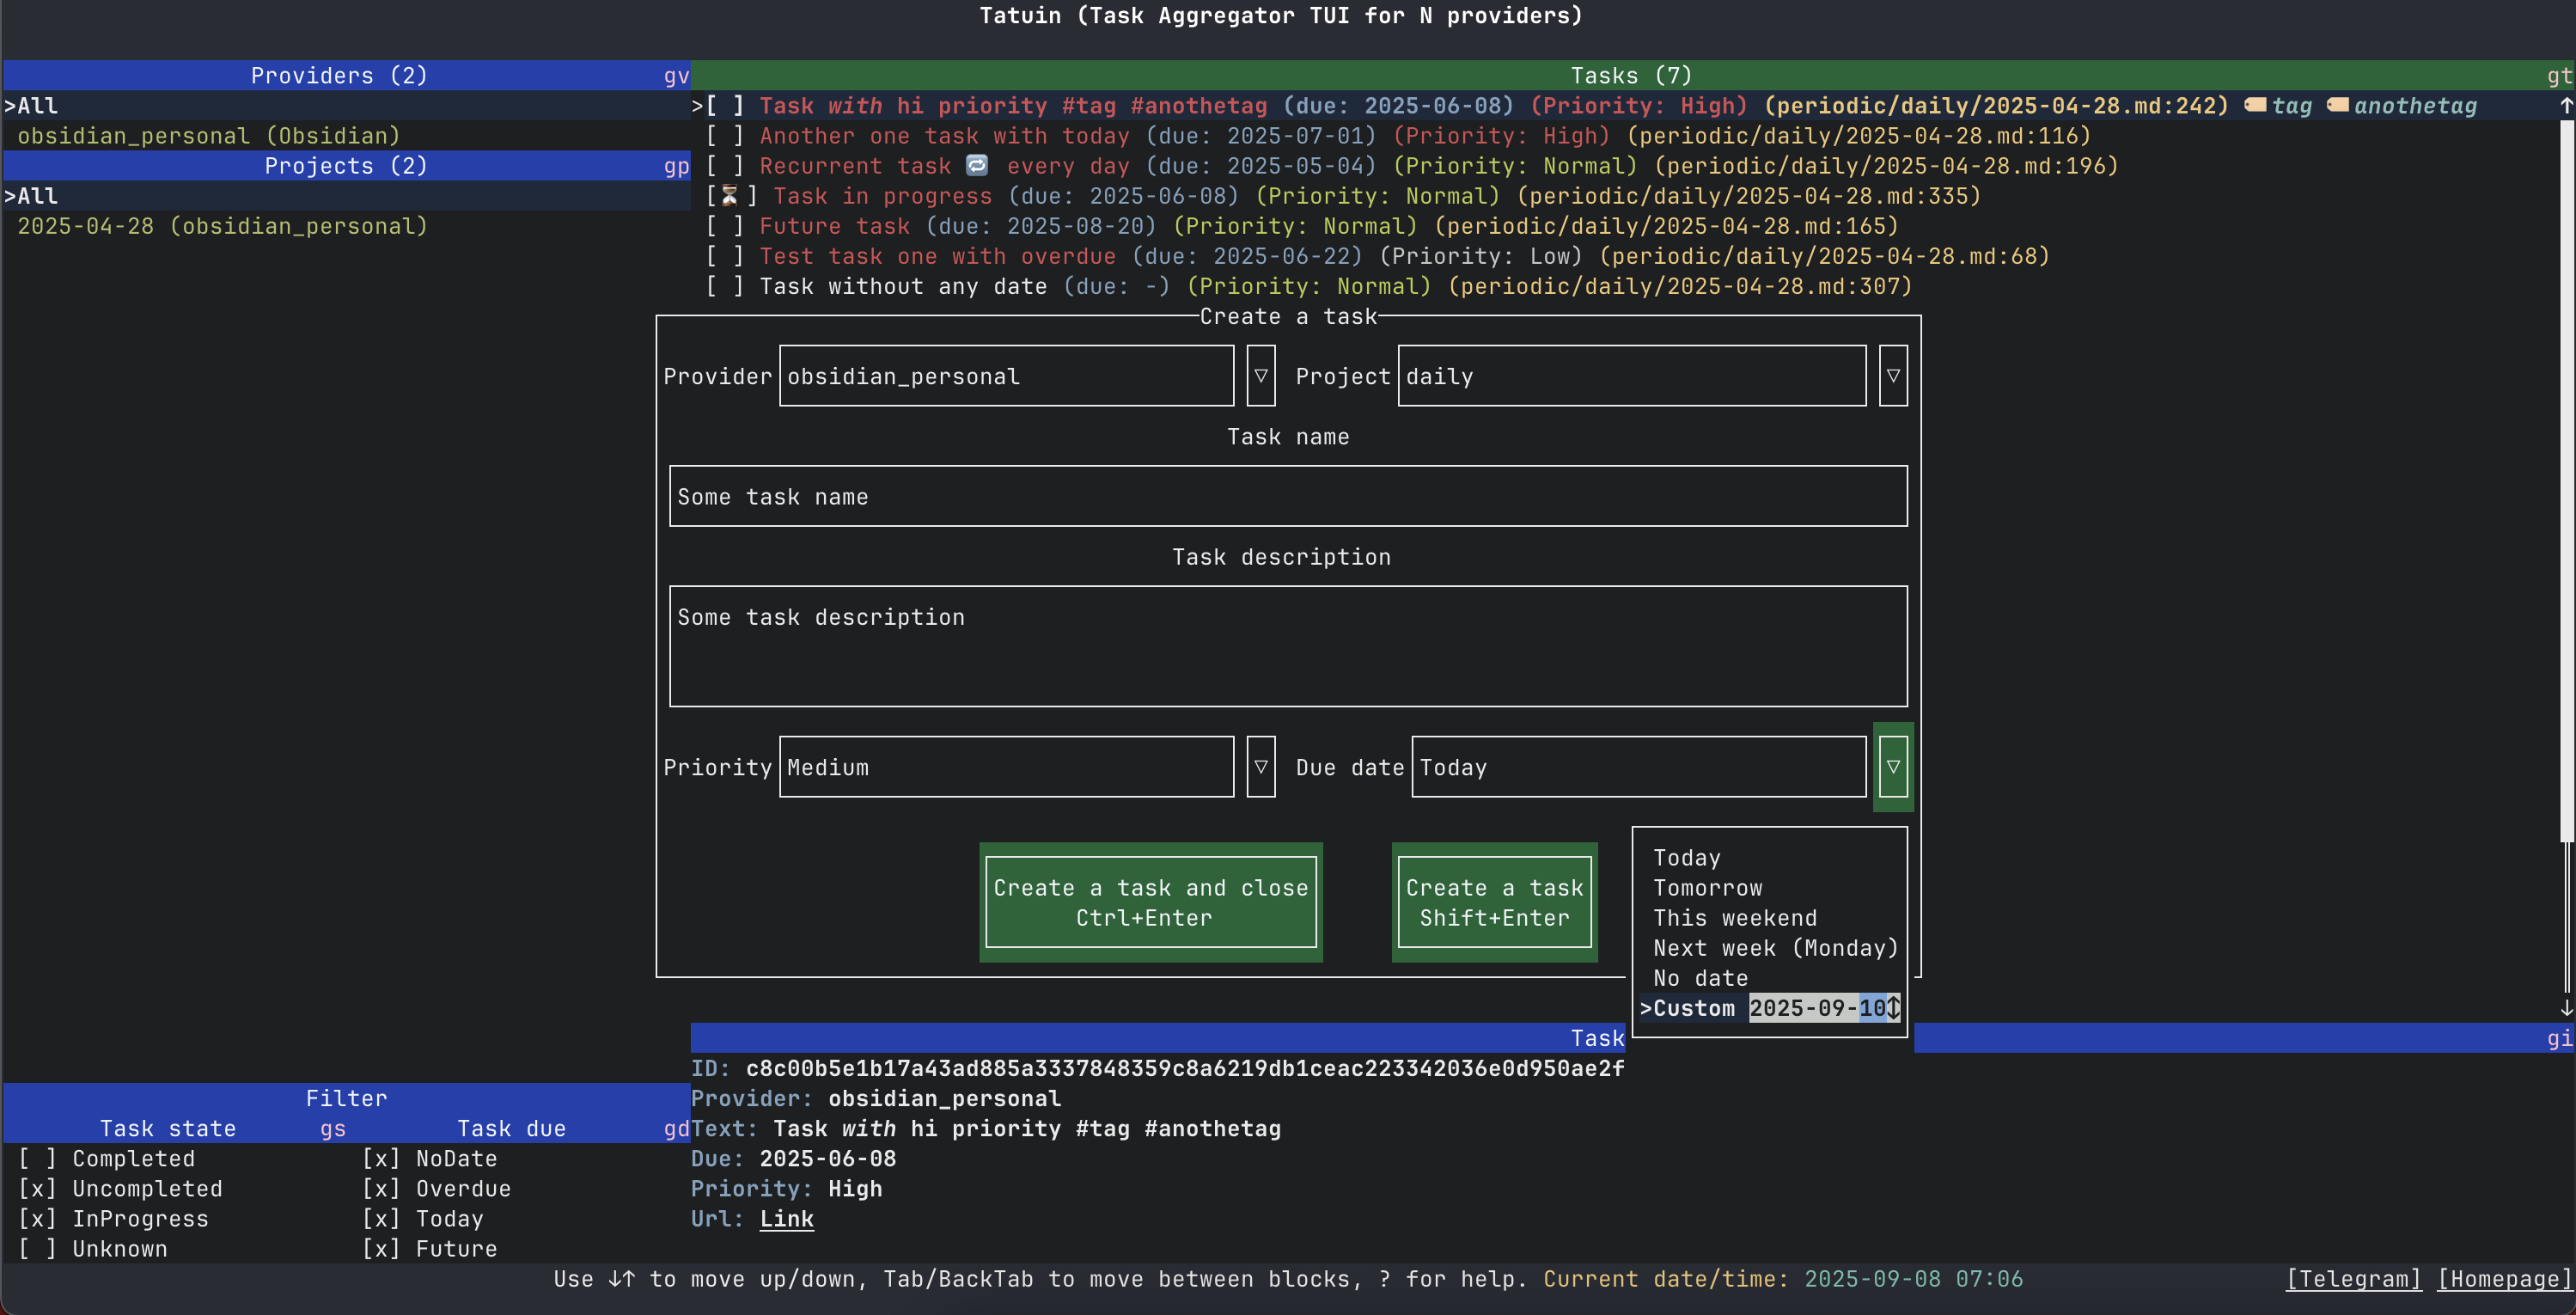 Tatuin (Task Aggregator TUI for N providers)
Providers (2) gv
>All
obsidian_personal (Obsidian)
Projects (2) gp
>All
2025-04-28 (obsidian_personal)
Tasks (7) gt
>[ ] Task with hi priority #tag #anothetag (due: 2025-06-08) (Priority: High) (periodic/daily/2025-04-28.md:242) 🏷️tag 🏷️anothetag ↑
[ ] Another one task with today (due: 2025-07-01) (Priority: High) (periodic/daily/2025-04-28.md:116)
[ ] Recurrent task 🔁 every day (due: 2025-05-04) (Priority: Normal) (periodic/daily/2025-04-28.md:196)
[⏳] Task in progress (due: 2025-06-08) (Priority: Normal) (periodic/daily/2025-04-28.md:335)
[ ] Future task (due: 2025-08-20) (Priority: Normal) (periodic/daily/2025-04-28.md:165)
[ ] Test task one with overdue (due: 2025-06-22) (Priority: Low) (periodic/daily/2025-04-28.md:68)
[ ] Task without any date (due: -) (Priority: Normal) (periodic/daily/2025-04-28.md:307)
Create a task
Provider obsidian_personal ▽ Project daily ▽
Task name
Some task name
Task description
Some task description
Priority Medium ▽ Due date Today ▽
Create a task and close
Ctrl+Enter
Create a task
Shift+Enter
Today
Tomorrow
This weekend
Next week (Monday)
No date
>Custom 2025-09-10↕
↓
Task gi
ID: c8c00b5e1b17a43ad885a3337848359c8a6219db1ceac223342036e0d950ae2f
Provider: obsidian_personal
Text: Task with hi priority #tag #anothetag
Due: 2025-06-08
Priority: High
Url: Link
Filter
Task state gs Task due gd
[ ] Completed [x] NoDate
[x] Uncompleted [x] Overdue
[x] InProgress [x] Today
[ ] Unknown [x] Future
Use ↓↑ to move up/down, Tab/BackTab to move between blocks, ? for help. Current date/time: 2025-09-08 07:06 [Telegram] [Homepage]